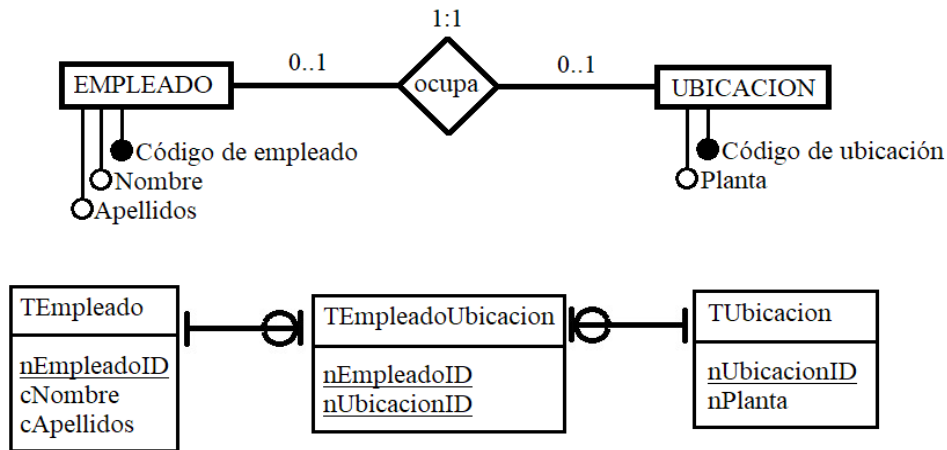 1:1
0..1
0..1
EMPLEADO
ocupa
UBICACION
Código de empleado
Nombre
Apellidos
Código de ubicación
Planta
TEmpleado
nEmpleadoID
cNombre
cApellidos
TEmpleadoUbicacion
nEmpleadoID
nUbicacionID
TUbicacion
nUbicacionID
nPlanta